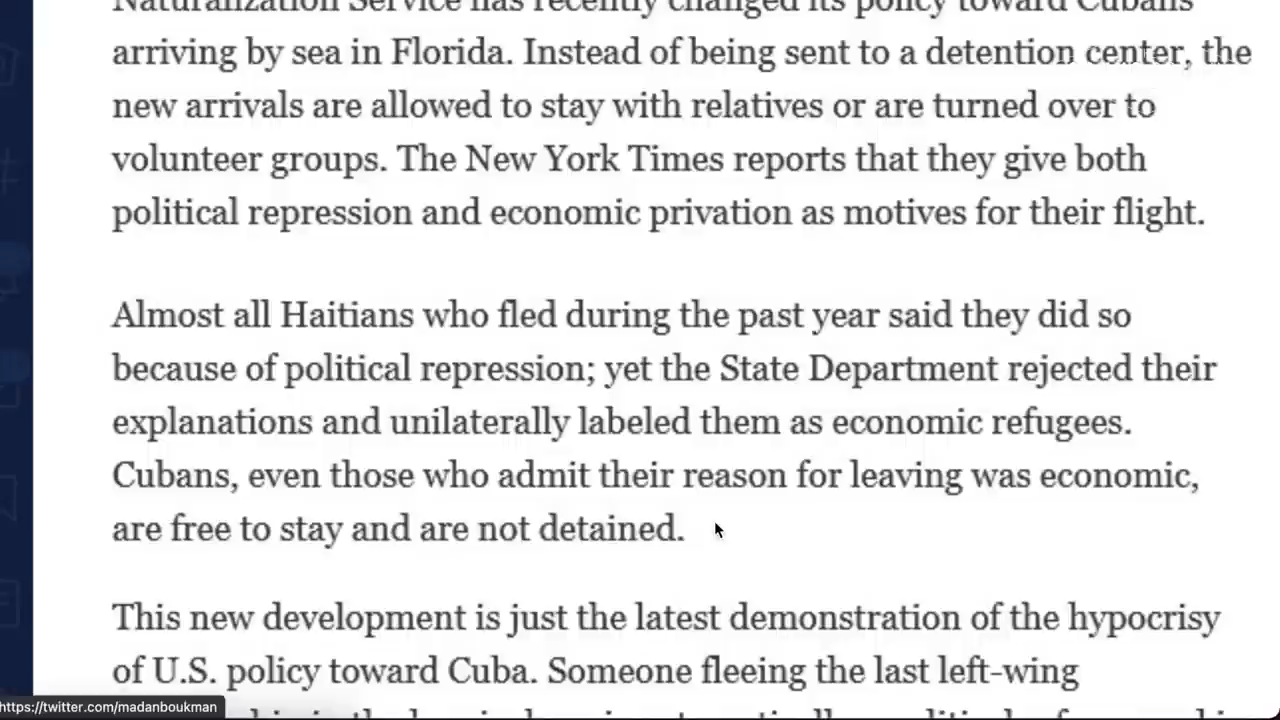 Naturalization Service has recently changed its policy toward Cubans
arriving by sea in Florida. Instead of being sent to a detention center, the
new arrivals are allowed to stay with relatives or are turned over to
volunteer groups. The New York Times reports that they give both
political repression and economic privation as motives for their flight.
Almost all Haitians who fled during the past year said they did so
because of political repression; yet the State Department rejected their
explanations and unilaterally labeled them as economic refugees.
Cubans, even those who admit their reason for leaving was economic,
are free to stay and are not detained.
This new development is just the latest demonstration of the hypocrisy
of U.S. policy toward Cuba. Someone fleeing the last left-wing
https://twitter.com/madanboukman